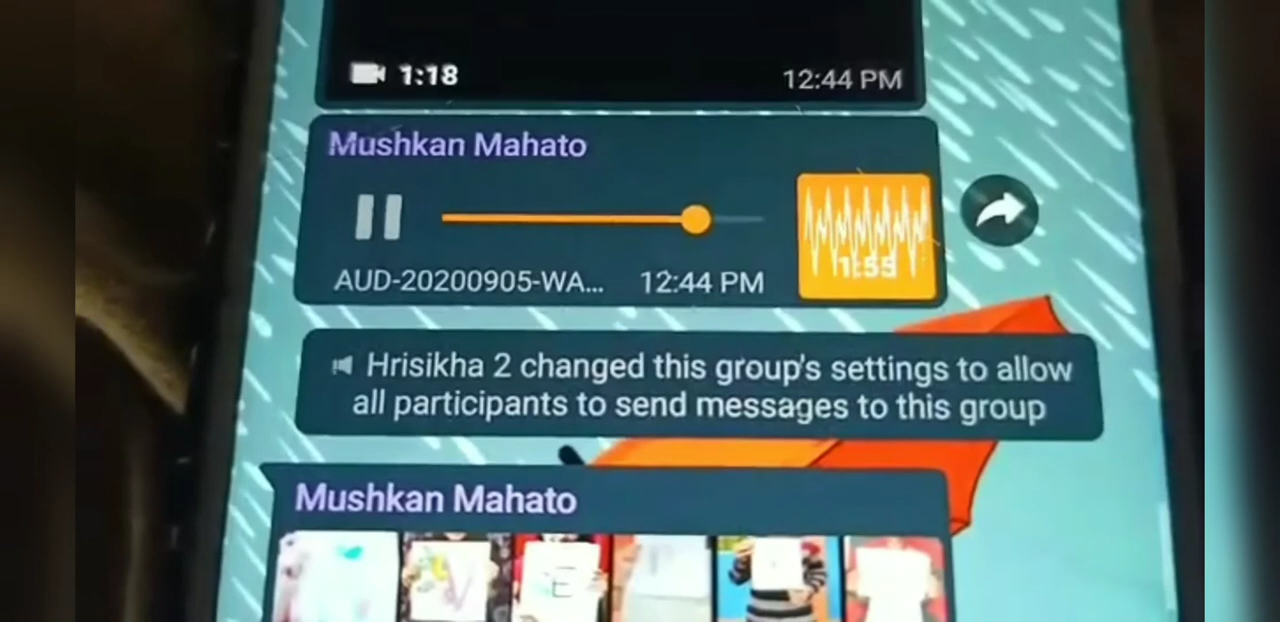 1:18
12:44 PM
Mushkan Mahato
1:55
AUD-20200905-WA...
12:44 PM
Hrisikha 2 changed this group's settings to allow
all participants to send messages to this group
Mushkan Mahato
V
E